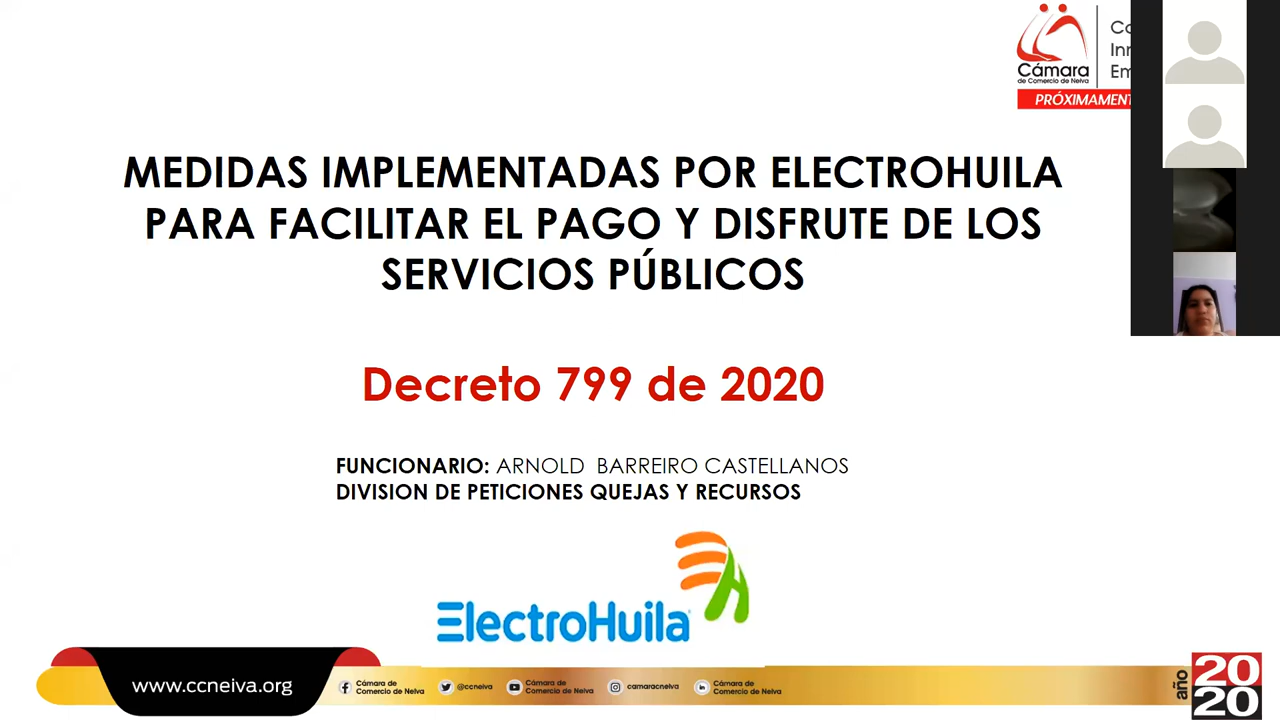 Cámara
de Comercio de Neiva
MEDIDAS IMPLEMENTADAS POR ELECTROHUILA
PARA FACILITAR EL PAGO Y DISFRUTE DE LOS
SERVICIOS PÚBLICOS
Decreto 799 de 2020
FUNCIONARIO: ARNOLD BARREIRO CASTELLANOS
DIVISION DE PETICIONES QUEJAS Y RECURSOS
ElectroHuila
www.ccneiva.org
Cámara de
Comercio de Neiva
@ccneiva
Cámara de
Comercio de Neiva
camaracneiva
Cámara de
Comercio de Neiva
año
20
20